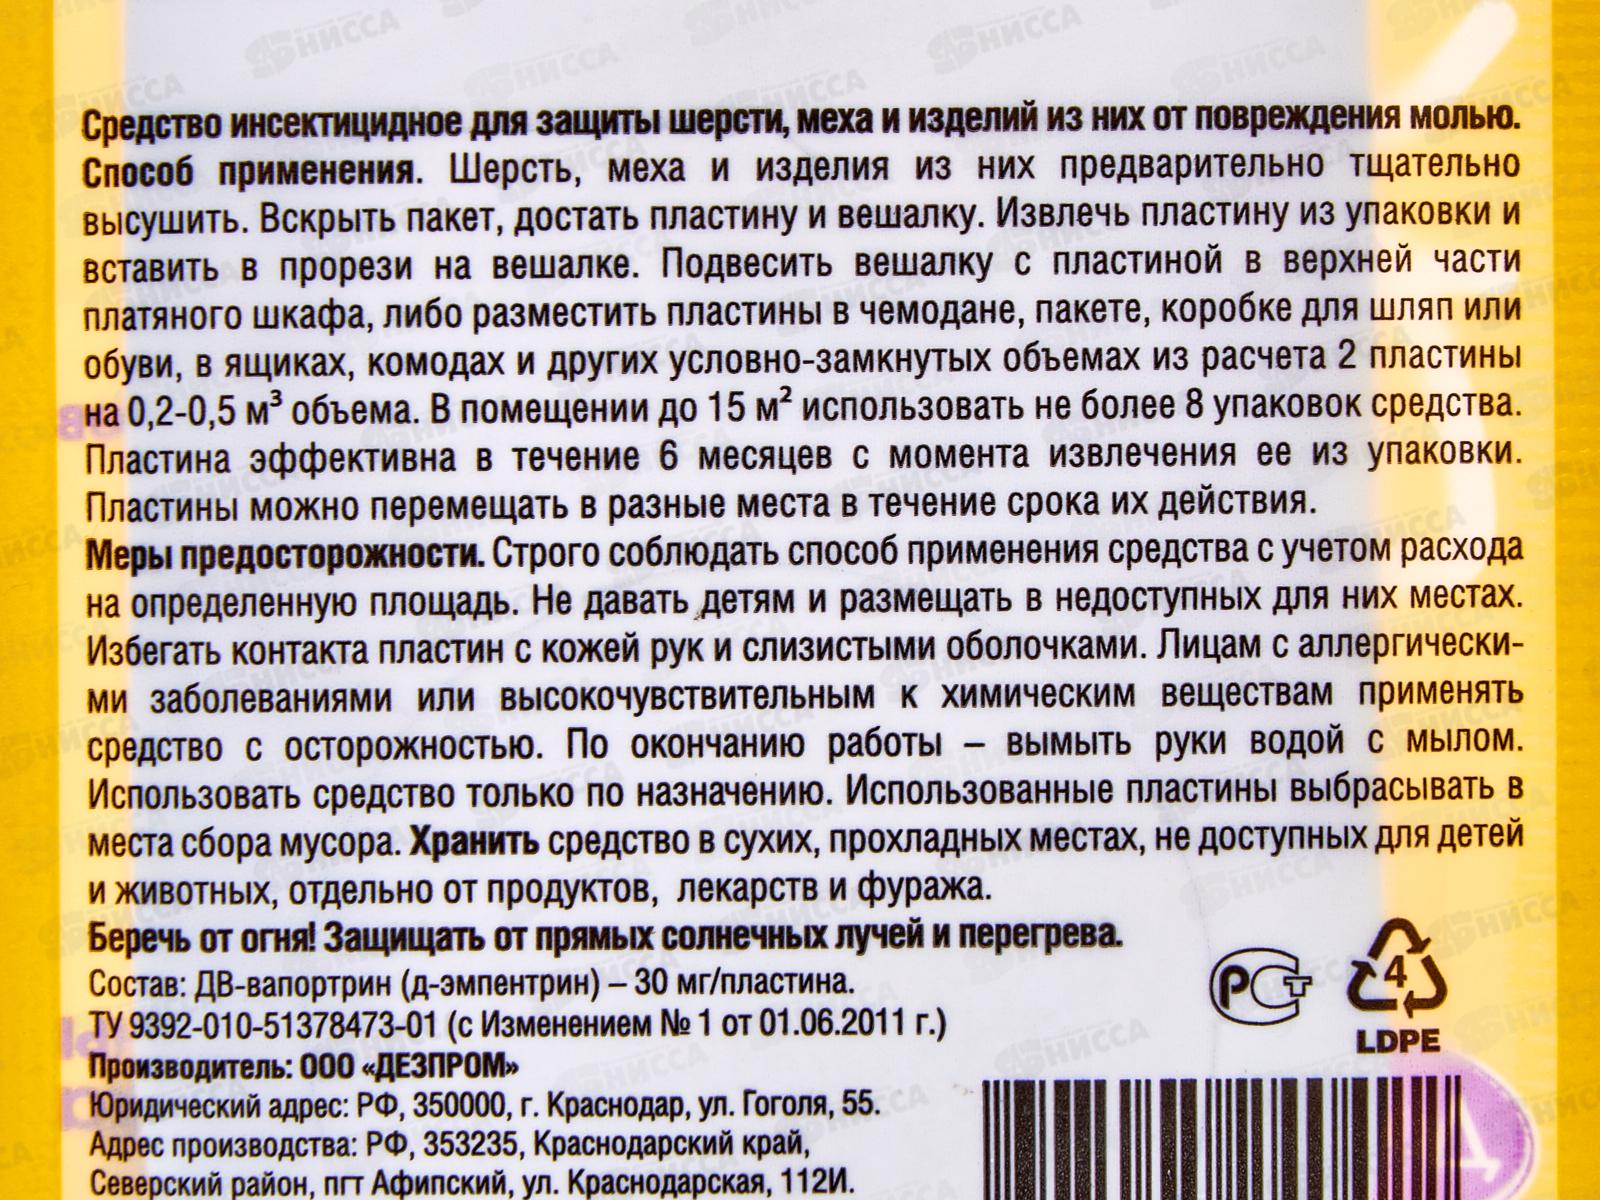 Средство инсектицидное для защиты шерсти, меха и изделий из них от повреждения молью.
Способ применения. Шерсть, меха и изделия из них предварительно тщательно
высушить. Вскрыть пакет, достать пластину и вешалку. Извлечь пластину из упаковки и
вставить в прорези на вешалке. Подвесить вешалку с пластиной в верхней части
платяного шкафа, либо разместить пластины в чемодане, пакете, коробке для шляп или
обуви, в ящиках, комодах и других условно-замкнутых объемах из расчета 2 пластины
на 0,2-0,5 м³ объема. В помещении до 15 м² использовать не более 8 упаковок средства.
Пластина эффективна в течение 6 месяцев с момента извлечения ее из упаковки.
Пластины можно перемещать в разные места в течение срока их действия.
Меры предосторожности. Строго соблюдать способ применения средства с учетом расхода
на определенную площадь. Не давать детям и размещать в недоступных для них местах.
Избегать контакта пластин с кожей рук и слизистыми оболочками. Лицам с аллергически-
ми заболеваниями или высокочувствительным к химическим веществам применять
средство с осторожностью. По окончанию работы – вымыть руки водой с мылом.
Использовать средство только по назначению. Использованные пластины выбрасывать в
места сбора мусора. Хранить средство в сухих, прохладных местах, не доступных для детей
и животных, отдельно от продуктов, лекарств и фуража.
Беречь от огня! Защищать от прямых солнечных лучей и перегрева.
Состав: ДВ-вапортрин (д-эмпентрин) – 30 мг/пластина.
ТУ 9392-010-51378473-01 (с Изменением № 1 от 01.06.2011 г.)
Производитель: ООО «ДЕЗПРОМ»
Юридический адрес: РФ, 350000, г. Краснодар, ул. Гоголя, 55.
Адрес производства: РФ, 353235, Краснодарский край,
Северский район, пгт Афипский, ул. Краснодарская, 112И.
РСТ
4
LDPE
НИССА